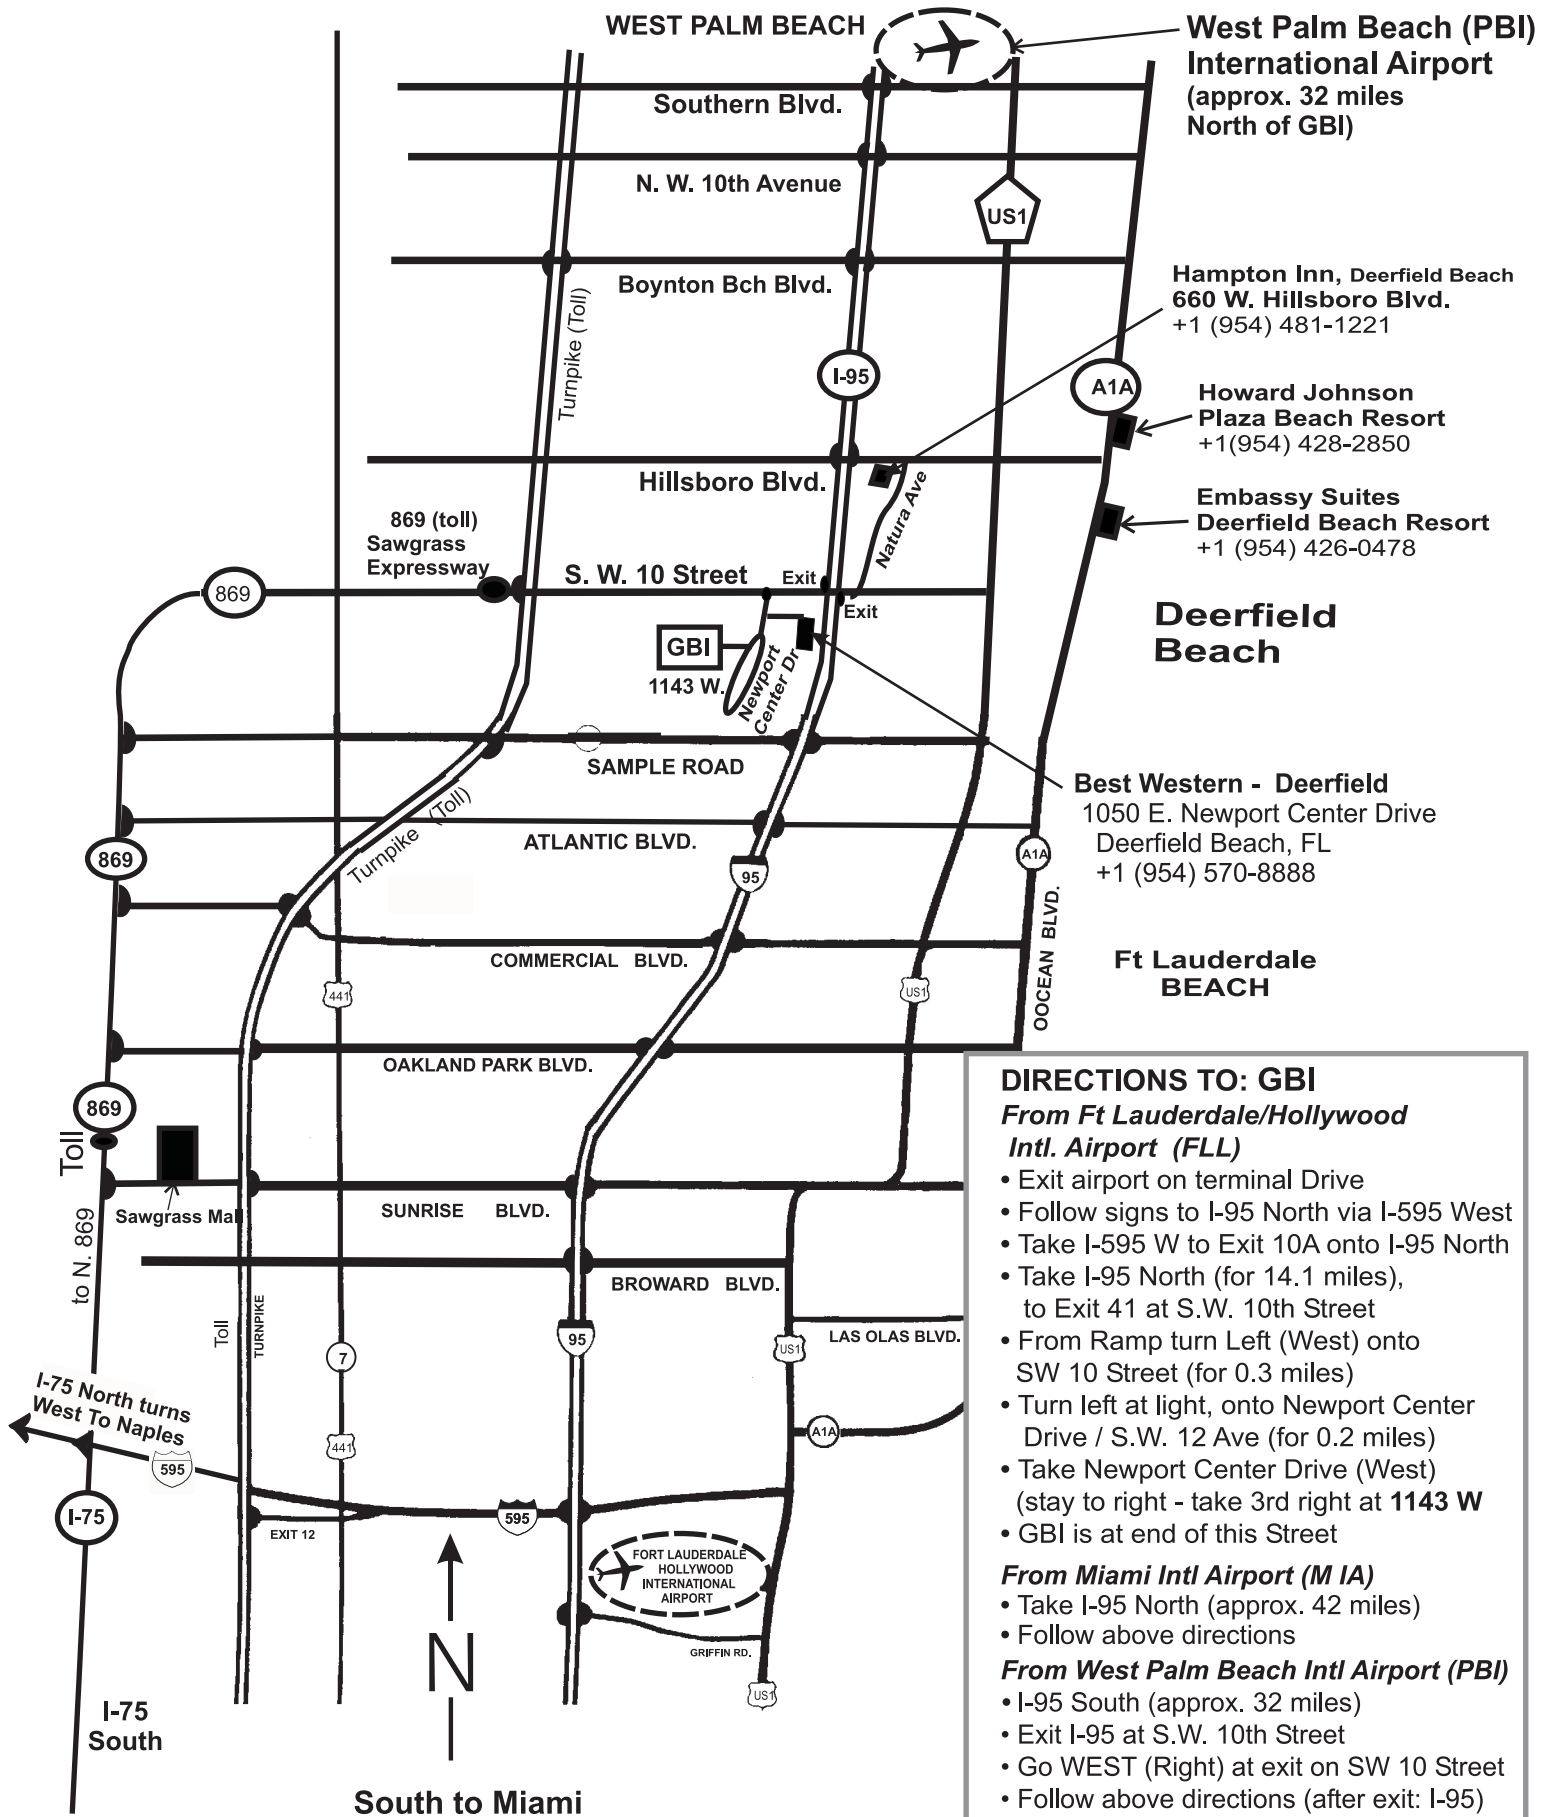 WEST PALM BEACH
West Palm Beach (PBI)
International Airport
(approx. 32 miles
North of GBI)
Southern Blvd.
N. W. 10th Avenue
US1
Boynton Bch Blvd.
Turnpike (Toll)
Hampton Inn, Deerfield Beach
660 W. Hillsboro Blvd.
+1 (954) 481-1221
I-95
A1A
Howard Johnson
Plaza Beach Resort
+1(954) 428-2850
Hillsboro Blvd.
Natura Ave
Embassy Suites
Deerfield Beach Resort
+1 (954) 426-0478
869 (toll)
Sawgrass
Expressway
869
S. W. 10 Street
Exit
Exit
Deerfield
Beach
GBI
1143 W.
Newport
Center Dr
SAMPLE ROAD
Best Western - Deerfield
1050 E. Newport Center Drive
Deerfield Beach, FL
+1 (954) 570-8888
Turnpike (Toll)
ATLANTIC BLVD.
869
95
A1A
OOCEAN BLVD.
COMMERCIAL BLVD.
Ft Lauderdale
BEACH
441
US1
OAKLAND PARK BLVD.
869
Toll
Sawgrass Mall
SUNRISE BLVD.
to N. 869
BROWARD BLVD.
Toll
TURNPIKE
7
95
US1
LAS OLAS BLVD.
I-75 North turns
West To Naples
595
441
A1A
I-75
EXIT 12
595
FORT LAUDERDALE
HOLLYWOOD
INTERNATIONAL
AIRPORT
GRIFFIN RD.
US1
N
I-75
South
South to Miami
DIRECTIONS TO: GBI
From Ft Lauderdale/Hollywood
Intl. Airport (FLL)
• Exit airport on terminal Drive
• Follow signs to I-95 North via I-595 West
• Take I-595 W to Exit 10A onto I-95 North
• Take I-95 North (for 14.1 miles),
to Exit 41 at S.W. 10th Street
• From Ramp turn Left (West) onto
SW 10 Street (for 0.3 miles)
• Turn left at light, onto Newport Center
Drive / S.W. 12 Ave (for 0.2 miles)
• Take Newport Center Drive (West)
(stay to right - take 3rd right at 1143 W
• GBI is at end of this Street
From Miami Intl Airport (M IA)
• Take I-95 North (approx. 42 miles)
• Follow above directions
From West Palm Beach Intl Airport (PBI)
• I-95 South (approx. 32 miles)
• Exit I-95 at S.W. 10th Street
• Go WEST (Right) at exit on SW 10 Street
• Follow above directions (after exit: I-95)